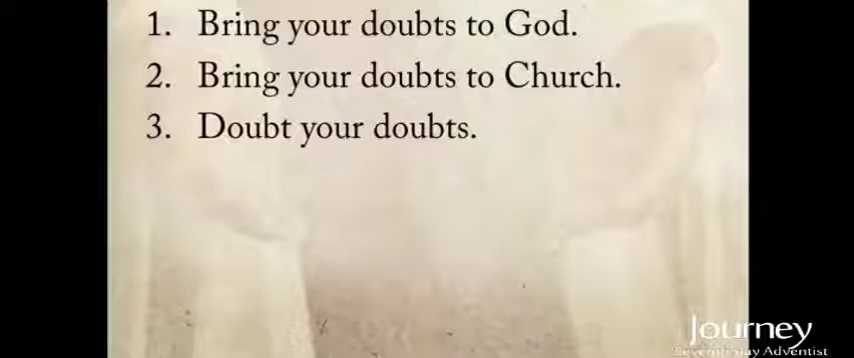 1. Bring your doubts to God.
2. Bring your doubts to Church.
3. Doubt your doubts.
Journey
Seventh-day Adventist